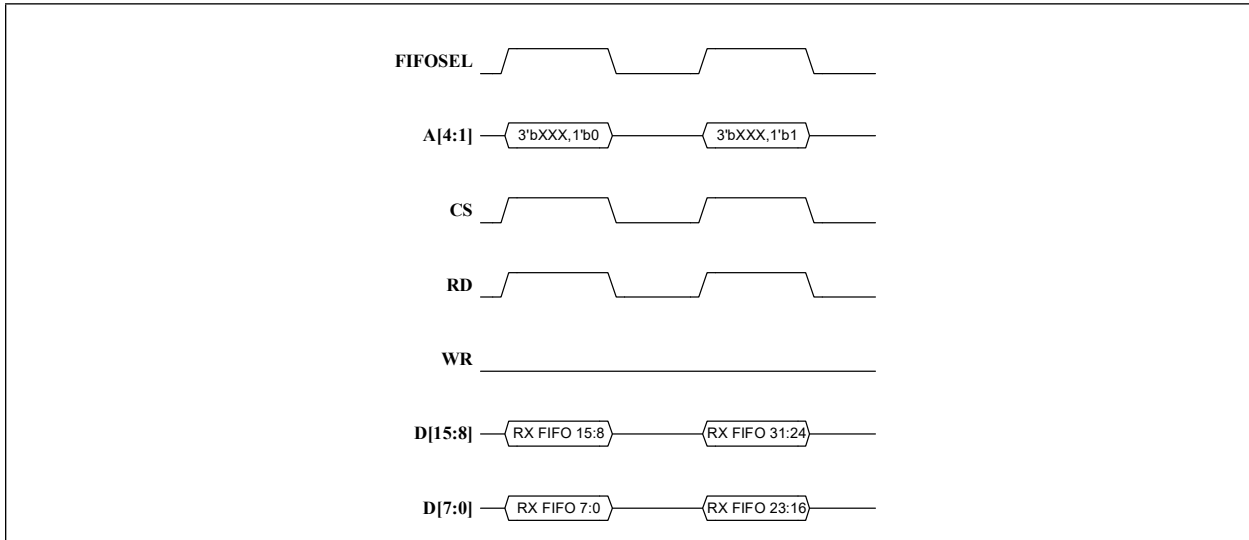 FIFOSEL
A[4:1] 3'bXXX,1'b0 3'bXXX,1'b1
CS
RD
WR
D[15:8] RX FIFO 15:8 RX FIFO 31:24
D[7:0] RX FIFO 7:0 RX FIFO 23:16